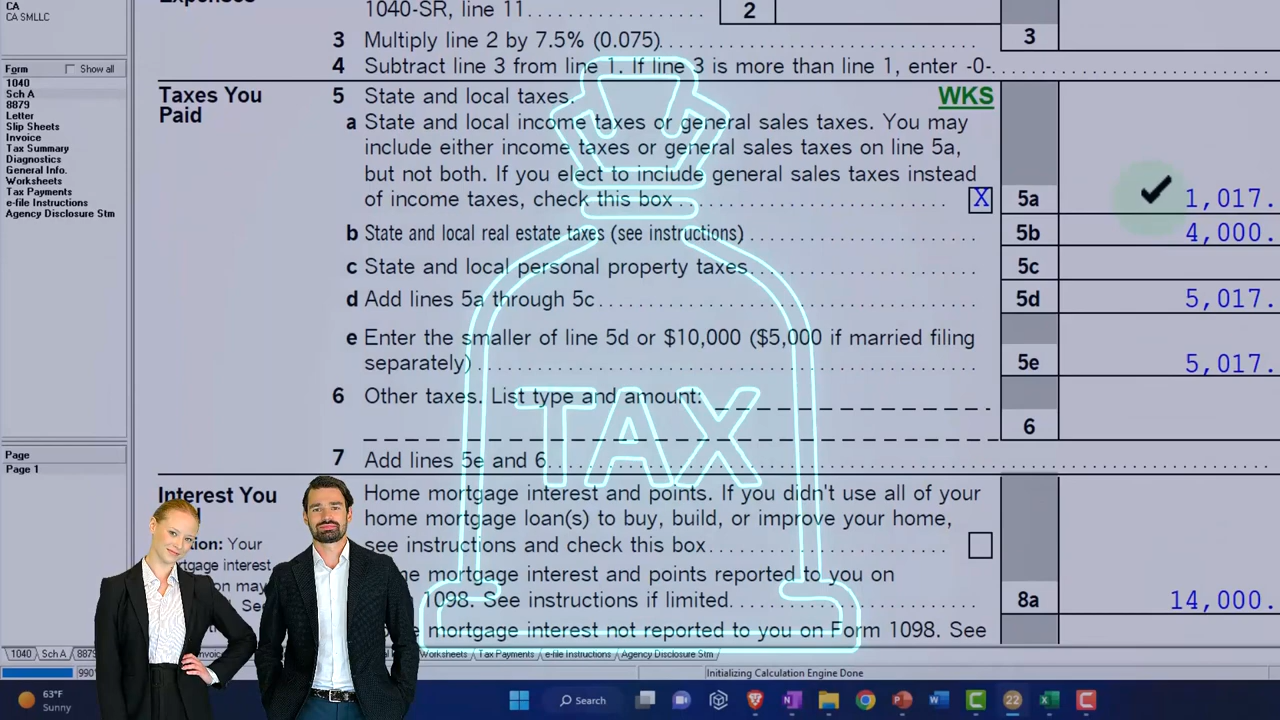 CA
CA SMLLC
Form
Show all
1040
Sch A
8879
Letter
Slip Sheets
Invoice
Tax Summary
Diagnostics
General Info.
Worksheets
Tax Payments
e-file Instructions
Agency Disclosure Stm
Page
Page 1
1040-SR, line 11
2
3 Multiply line 2 by 7.5% (0.075)
3
4 Subtract line 3 from line 1. If line 3 is more than line 1, enter -0-
Taxes You
Paid
5 State and local taxes.
WKS
a State and local income taxes or general sales taxes. You may
include either income taxes or general sales taxes on line 5a,
but not both. If you elect to include general sales taxes instead
of income taxes, check this box X 5a 1,017.
b State and local real estate taxes (see instructions) 5b 4,000.
c State and local personal property taxes 5c
d Add lines 5a through 5c 5d 5,017.
e Enter the smaller of line 5d or $10,000 ($5,000 if married filing
separately) 5e 5,017.
6 Other taxes. List type and amount:
6
TAX
7 Add lines 5e and 6
Interest You
Home mortgage interest and points. If you didn't use all of your
home mortgage loan(s) to buy, build, or improve your home,
see instructions and check this box
mortgage interest and points reported to you on
1098. See instructions if limited 8a 14,000.
mortgage interest not reported to you on Form 1098. See
1040 Sch A Worksheets Tax Payments e-file Instructions Agency Disclosure Stm
Initializing Calculation Engine Done
63°F
Sunny
Search
22